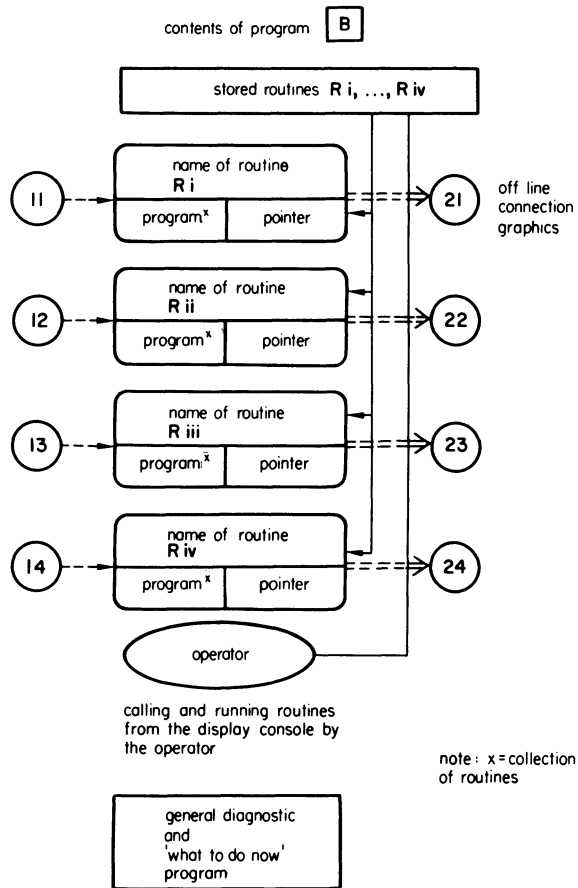 contents of program B
stored routines R i, ..., R iv
name of routine
R i
11
program x
pointer
21
off line
connection
graphics
name of routine
R ii
12
program x
pointer
22
name of routine
R iii
13
program x
pointer
23
name of routine
R iv
14
program x
pointer
24
operator
calling and running routines
from the display console by
the operator
note: x = collection
of routines
general diagnostic
and
'what to do now'
program